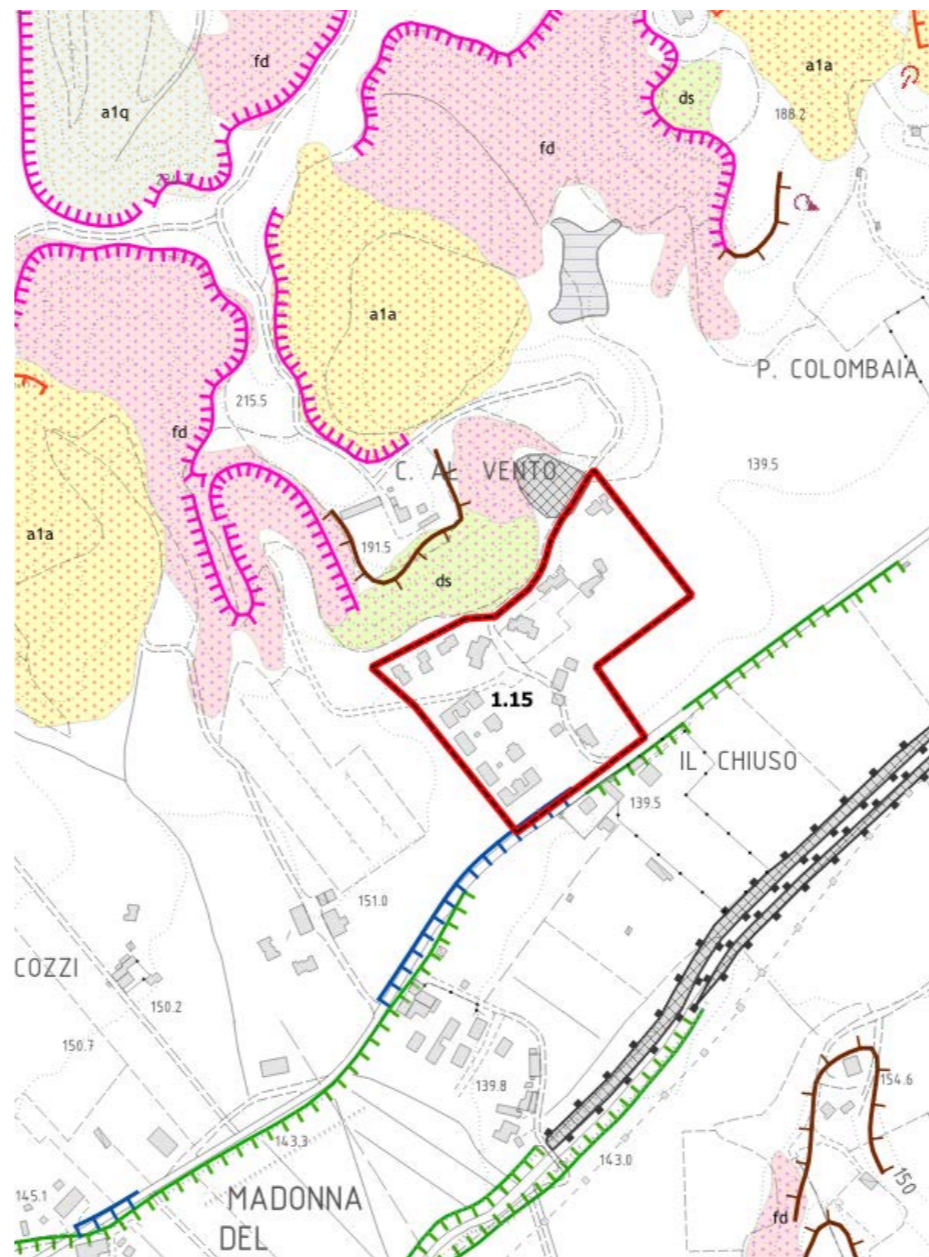 fd
a1q
a1a
ds
188.2
fd
a1a
P. COLOMBAIA
215.5
fd
C. AL VENTO
139.5
a1a
191.5
ds
1.15
IL CHIUSO
139.5
151.0
COZZI
150.2
150.7
139.8
154.6
143.3
143.0
150
145.1
MADONNA
DEL
fd